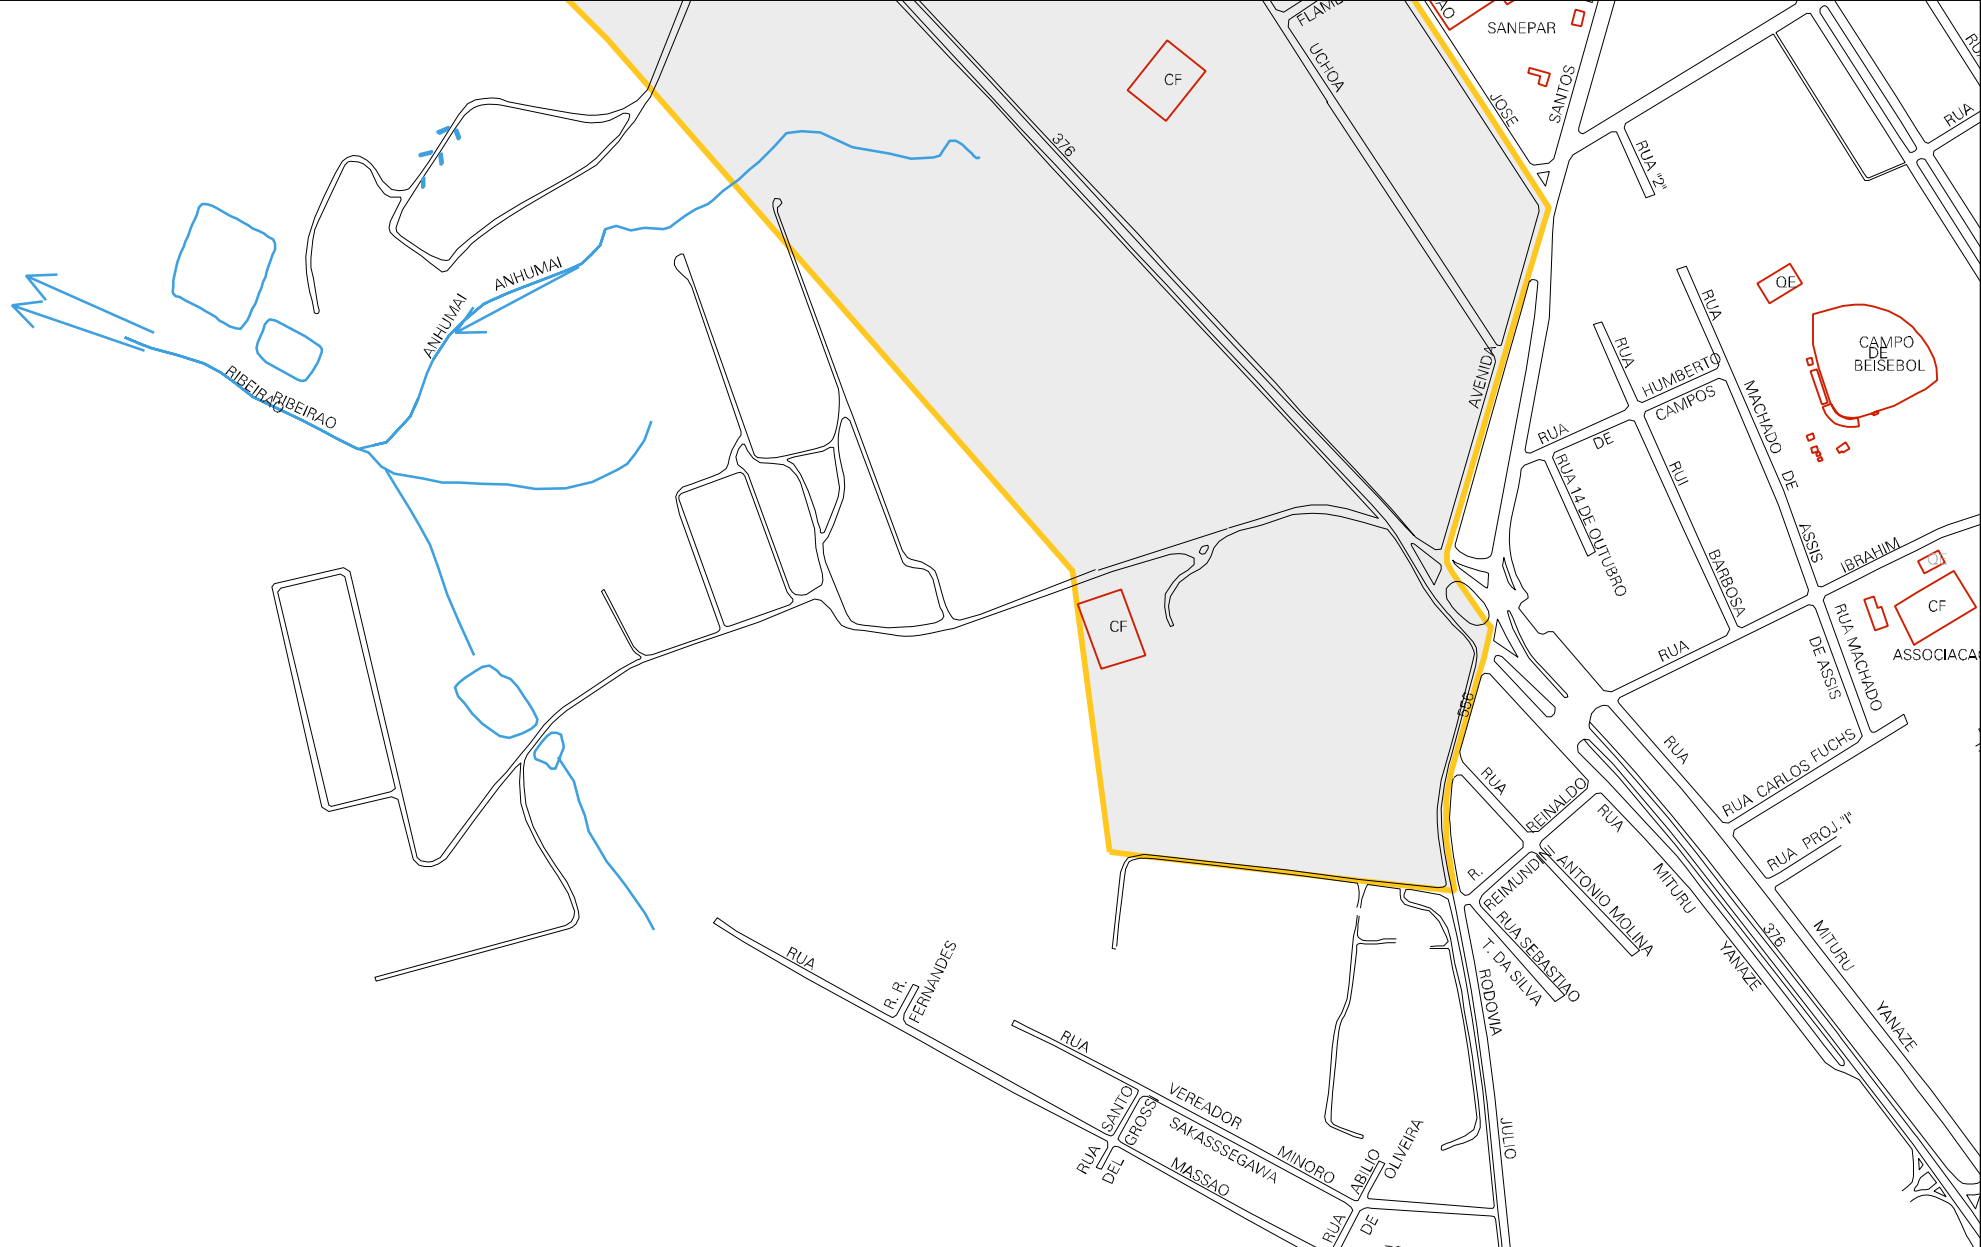 SANEPAR
UCHOA
CF
376
JOSE
SANTOS
RUA
RUA "2"
ANHUMAI
ANHUMAI
RIBEIRAO
RIBEIRAO
QE
CAMPO
DE
BEISEBOL
RUA
RUA
AVENIDA
HUMBERTO
CAMPOS
RUA
DE
MACHADO
DE
ASSIS
RUI
BARBOSA
RUA 14 DE OUTUBRO
IBRAHIM
QE
CF
CF
RUA
RUA MACHADO
DE ASSIS
556
RUA
RUA CARLOS FUCHS
RUA
REINALDO
RUA PROJ."I"
RUA
R.
REIMUNDINI
ANTONIO MOLINA
MITURU
YANAZE
376
MITURU
YANAZE
RUA SEBASTIAO
T. DA SILVA
RODOVIA
JULIO
RUA
R. R.
FERNANDES
RUA
VEREADOR
SAKASSSEGAWA
MINORO
SANTO
GROSSI
RUA
DEL
MASSAO
ABILIO
OLIVEIRA
RUA
DE